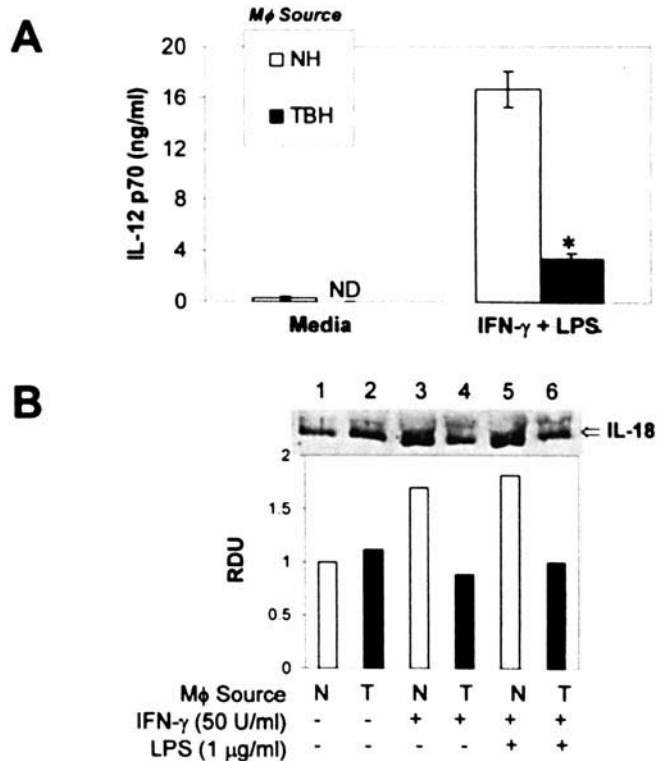 A
Mϕ Source
NH
TBH
IL-12 p70 (ng/ml)
20
16
12
8
4
0
ND
*
Media
IFN-γ + LPS.
B
1 2 3 4 5 6
⇐ IL-18
RDU
2
1.5
1
0.5
0
Mϕ Source N T N T N T
IFN-γ (50 U/ml) - - + + + +
LPS (1 µg/ml) - - - - + +